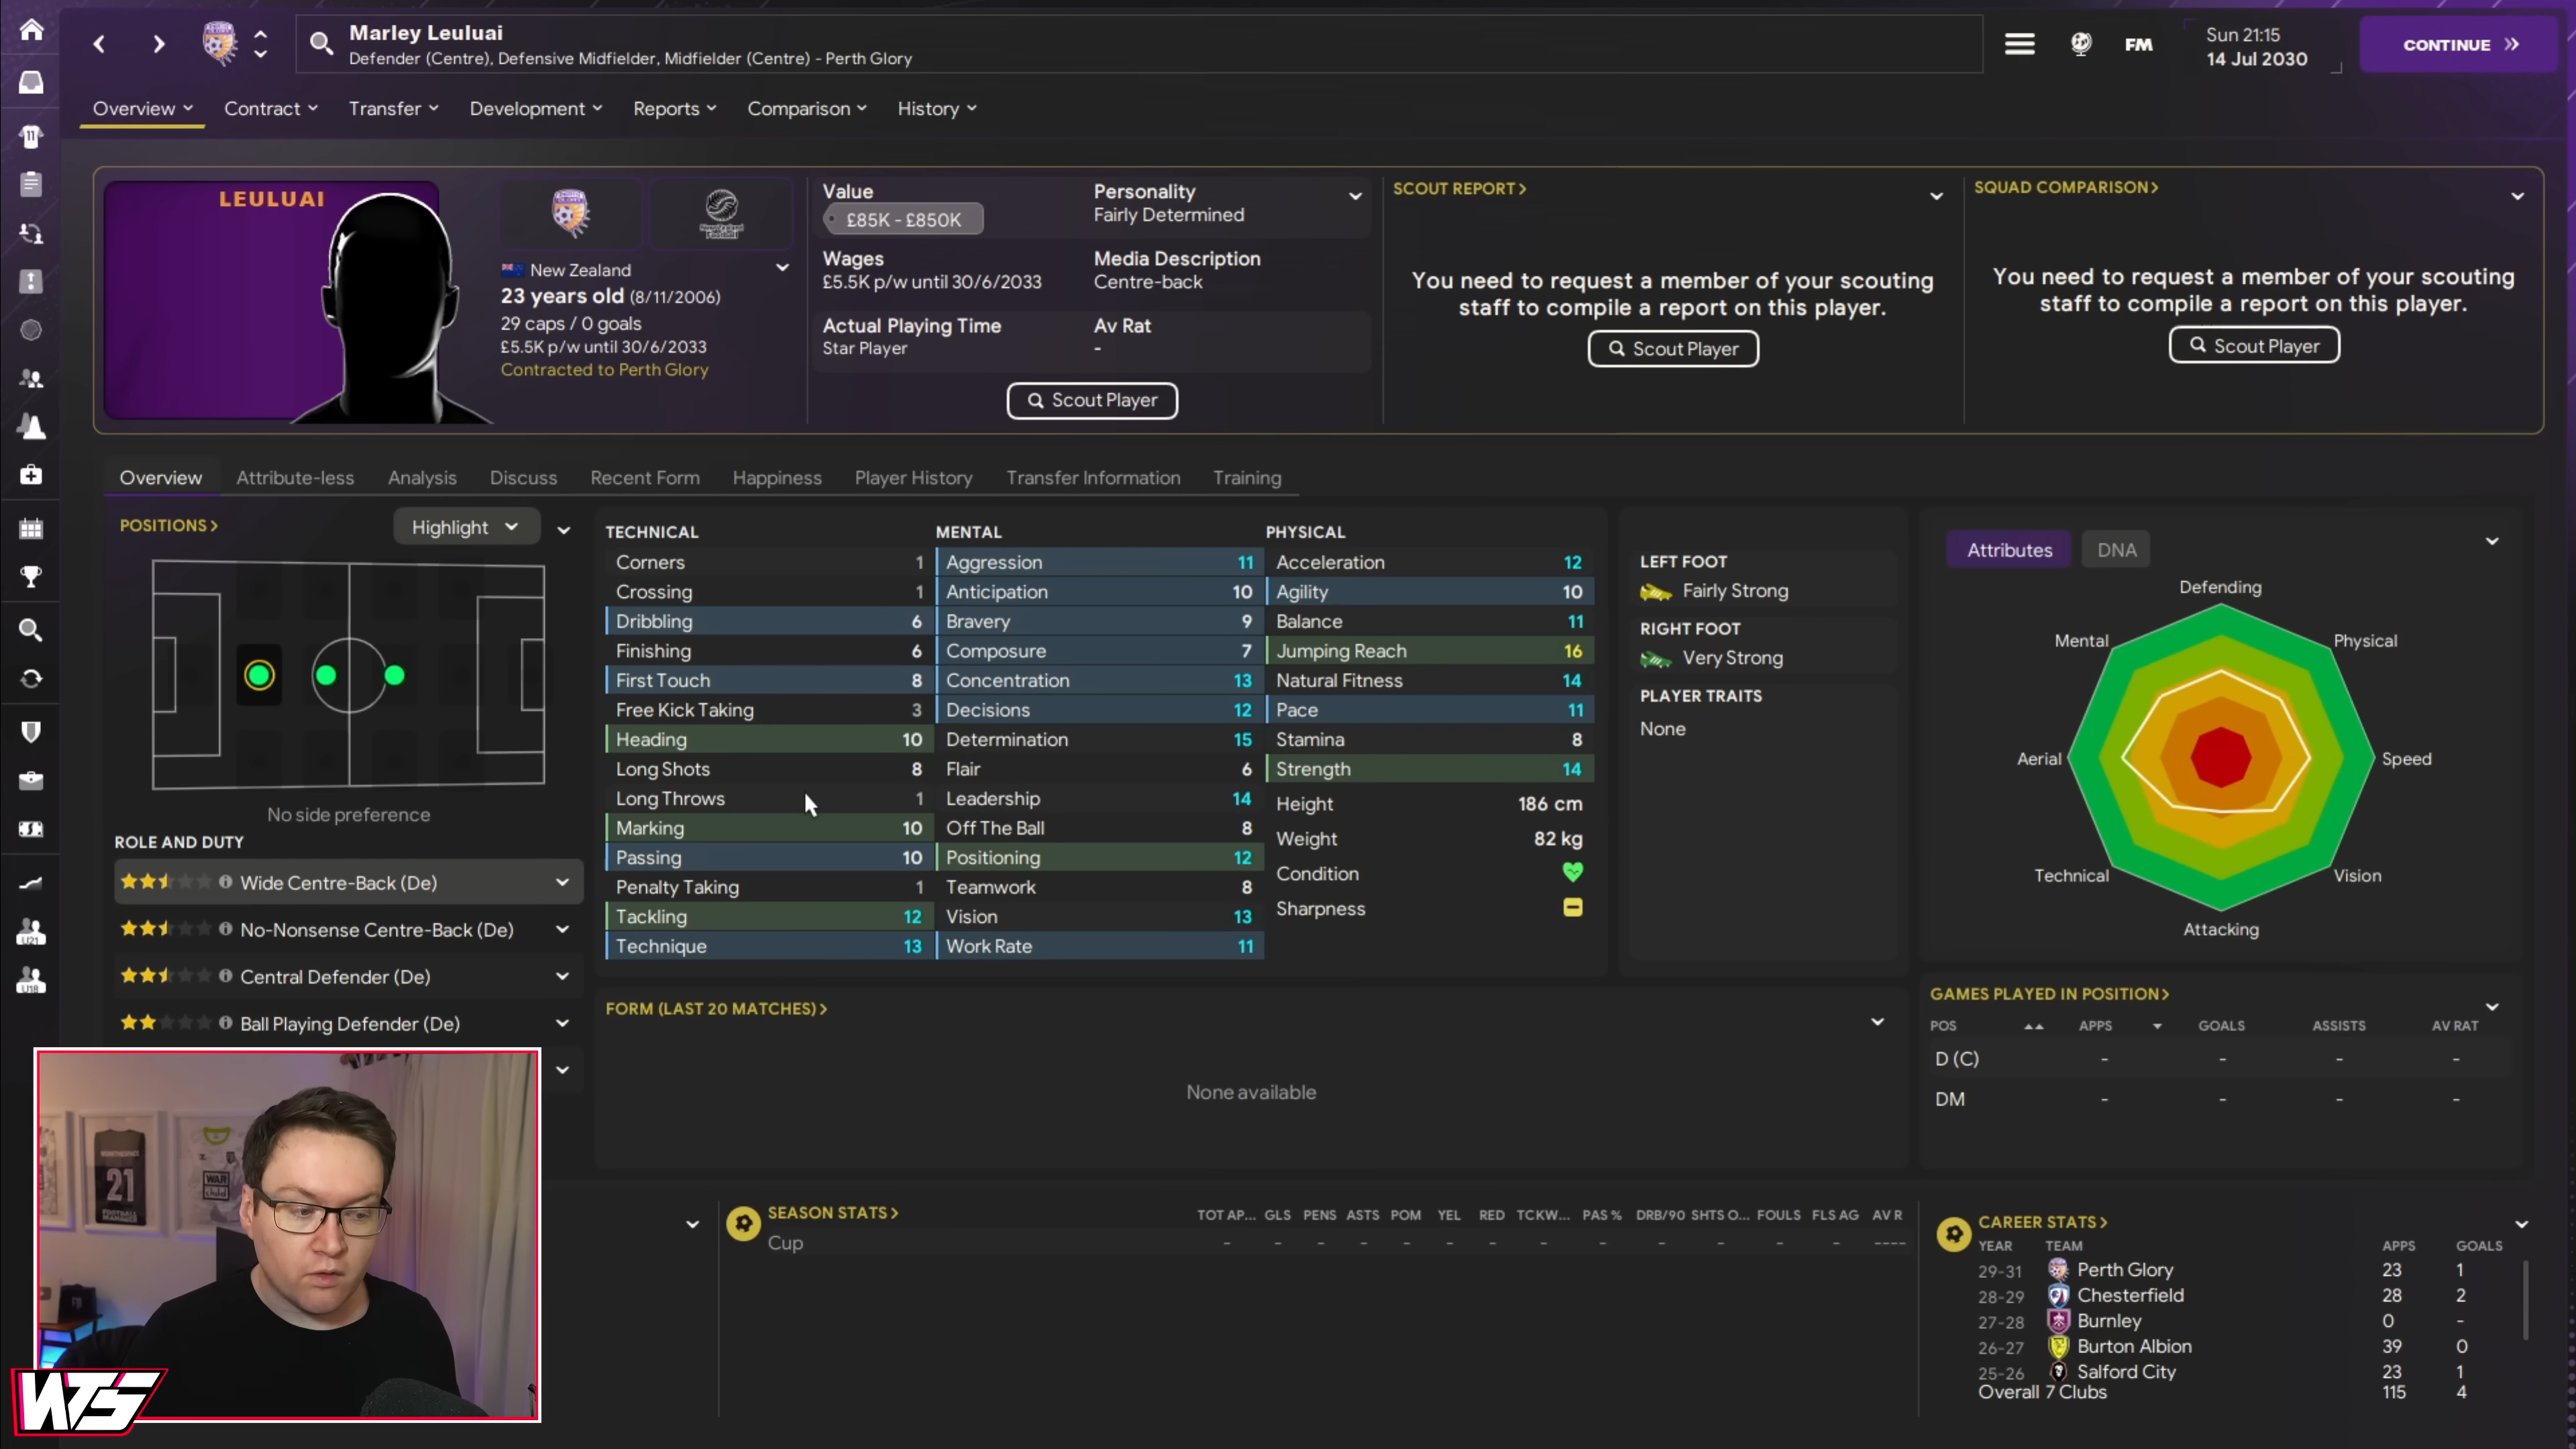 Marley Leuluai
Defender (Centre), Defensive Midfielder, Midfielder (Centre) - Perth Glory
FM
Sun 21:15
14 Jul 2030
CONTINUE
Overview
Contract
Transfer
Development
Reports
Comparison
History
LEULUAI
New Zealand
23 years old (8/11/2006)
29 caps / 0 goals
£5.5K p/w until 30/6/2033
Contracted to Perth Glory
Value
£85K - £850K
Personality
Fairly Determined
Wages
£5.5K p/w until 30/6/2033
Media Description
Centre-back
Actual Playing Time
Star Player
Av Rat
-
Scout Player
SCOUT REPORT >
You need to request a member of your scouting
staff to compile a report on this player.
Scout Player
SQUAD COMPARISON >
You need to request a member of your scouting
staff to compile a report on this player.
Scout Player
Overview Attribute-less Analysis Discuss Recent Form Happiness Player History Transfer Information Training
POSITIONS >
Highlight
No side preference
ROLE AND DUTY
Wide Centre-Back (De)
No-Nonsense Centre-Back (De)
Central Defender (De)
Ball Playing Defender (De)
TECHNICAL
Corners 1
Crossing 1
Dribbling 6
Finishing 6
First Touch 8
Free Kick Taking 3
Heading 10
Long Shots 8
Long Throws 1
Marking 10
Passing 10
Penalty Taking 1
Tackling 12
Technique 13
MENTAL
Aggression 11
Anticipation 10
Bravery 9
Composure 7
Concentration 13
Decisions 12
Determination 15
Flair 6
Leadership 14
Off The Ball 8
Positioning 12
Teamwork 8
Vision 13
Work Rate 11
PHYSICAL
Acceleration 12
Agility 10
Balance 11
Jumping Reach 16
Natural Fitness 14
Pace 11
Stamina 8
Strength 14
Height 186 cm
Weight 82 kg
Condition
Sharpness
LEFT FOOT
Fairly Strong
RIGHT FOOT
Very Strong
PLAYER TRAITS
None
Attributes
DNA
Defending
Physical
Speed
Vision
Attacking
Technical
Aerial
Mental
FORM (LAST 20 MATCHES) >
None available
GAMES PLAYED IN POSITION >
POS APPS GOALS ASSISTS AV RAT
D (C) - - - -
DM - - - -
SEASON STATS >
TOT AP... GLS PENS ASTS POM YEL RED TCKW... PAS % DRB/90 SHTS O... FOULS FLS AG AV R
Cup - - - - - - - - - - - - - ----
CAREER STATS >
YEAR TEAM APPS GOALS
29-31 Perth Glory 23 1
28-29 Chesterfield 28 2
27-28 Burnley 0 -
26-27 Burton Albion 39 0
25-26 Salford City 23 1
Overall 7 Clubs 115 4
11
U21
U18
21
WAR
WTS